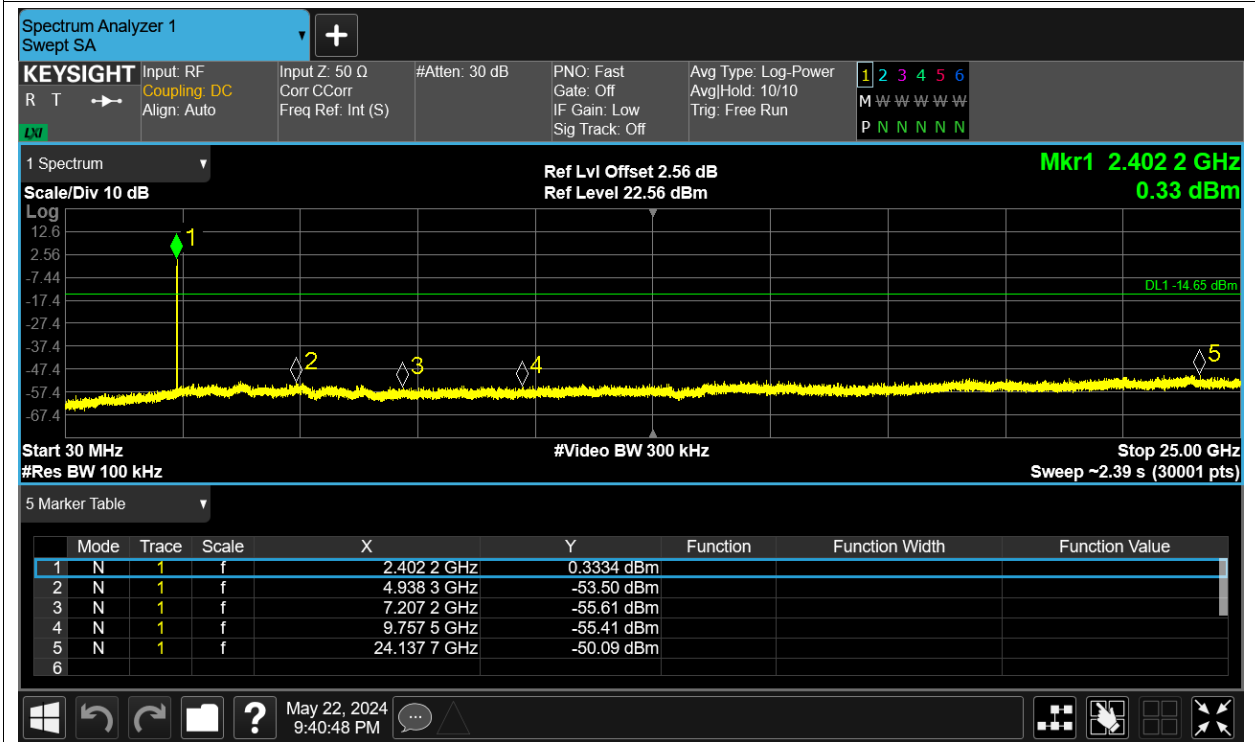 Spectrum Analyzer 1
Swept SA
KEYSIGHT
R T
LXI
Input: RF
Coupling: DC
Align: Auto
Input Z: 50 Ω
Corr CCorr
Freq Ref: Int (S)
#Atten: 30 dB
PNO: Fast
Gate: Off
IF Gain: Low
Sig Track: Off
Avg Type: Log-Power
Avg|Hold: 10/10
Trig: Free Run
1 2 3 4 5 6
M W W W W W
P N N N N N
1 Spectrum
Scale/Div 10 dB
Ref Lvl Offset 2.56 dB
Ref Level 22.56 dBm
Mkr1 2.402 2 GHz
0.33 dBm
Log
12.6
2.56
-7.44
-17.4
-27.4
-37.4
-47.4
-57.4
-67.4
1
2
3
4
5
DL1 -14.65 dBm
Start 30 MHz
#Res BW 100 kHz
#Video BW 300 kHz
Stop 25.00 GHz
Sweep ~2.39 s (30001 pts)
5 Marker Table
Mode Trace Scale X Y Function Function Width Function Value
1 N 1 f 2.402 2 GHz 0.3334 dBm
2 N 1 f 4.938 3 GHz -53.50 dBm
3 N 1 f 7.207 2 GHz -55.61 dBm
4 N 1 f 9.757 5 GHz -55.41 dBm
5 N 1 f 24.137 7 GHz -50.09 dBm
6
?
May 22, 2024
9:40:48 PM